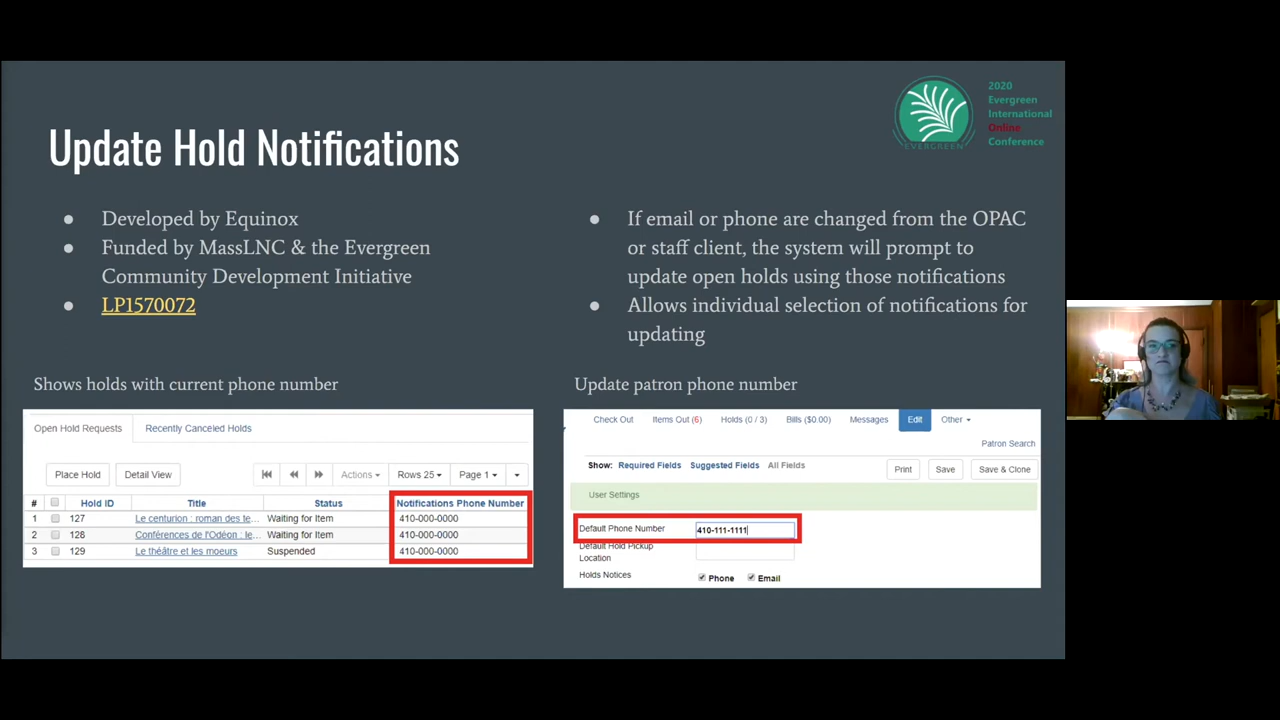 2020
Evergreen
International
Online
Conference
EVERGREEN
Update Hold Notifications
● Developed by Equinox
● Funded by MassLNC & the Evergreen
Community Development Initiative
● LP1570072
● If email or phone are changed from the OPAC
or staff client, the system will prompt to
update open holds using those notifications
● Allows individual selection of notifications for
updating
Shows holds with current phone number
Open Hold Requests Recently Canceled Holds
Place Hold Detail View Actions Rows 25 Page 1
# Hold ID Title Status Notifications Phone Number
1 127 Le centurion : roman des te... Waiting for Item 410-000-0000
2 128 Conférences de l'Odéon : le... Waiting for Item 410-000-0000
3 129 Le théâtre et les moeurs Suspended 410-000-0000
Update patron phone number
Check Out Items Out (6) Holds (0 / 3) Bills ($0.00) Messages Edit Other
Patron Search
Show: Required Fields Suggested Fields All Fields Print Save Save & Clone
User Settings
Default Phone Number 410-111-1111
Default Hold Pickup
Location
Holds Notices Phone Email